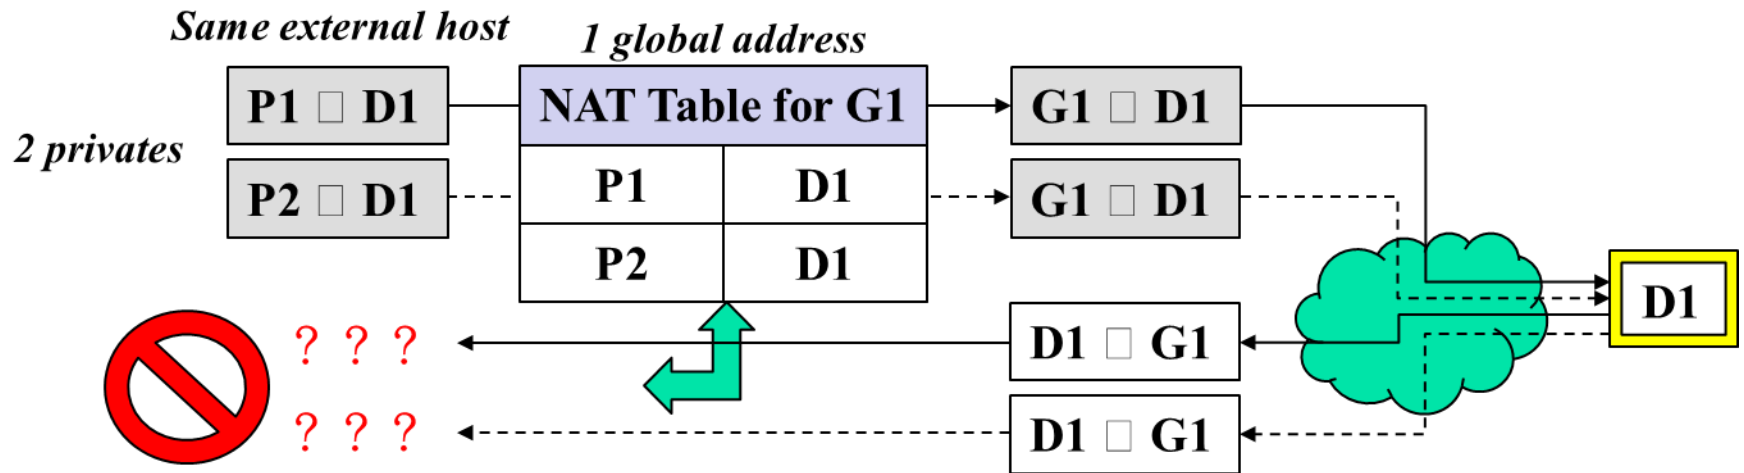 Same external host
1 global address
2 privates
P1 □ D1
NAT Table for G1
G1 □ D1
P2 □ D1
P1 D1
G1 □ D1
P2 D1
D1
? ? ?
D1 □ G1
? ? ?
D1 □ G1